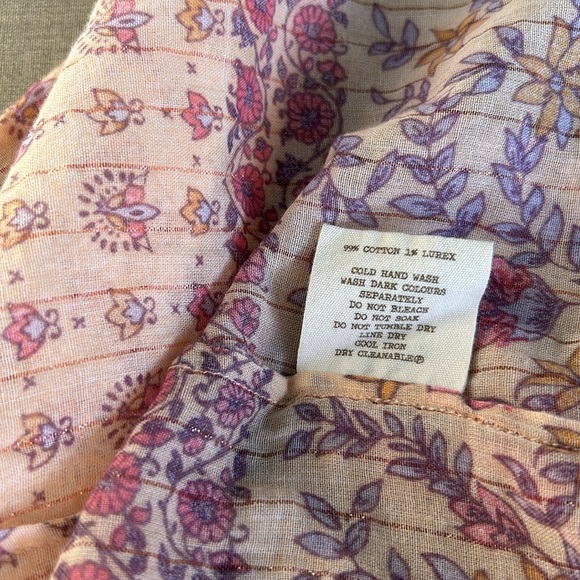 99% COTTON 1% LUREX
COLD HAND WASH
WASH DARK COLOURS
SEPARATELY
DO NOT BLEACH
DO NOT SOAK
DO NOT TUMBLE DRY
LINE DRY
COOL IRON
DRY CLEANABLE Ⓟ